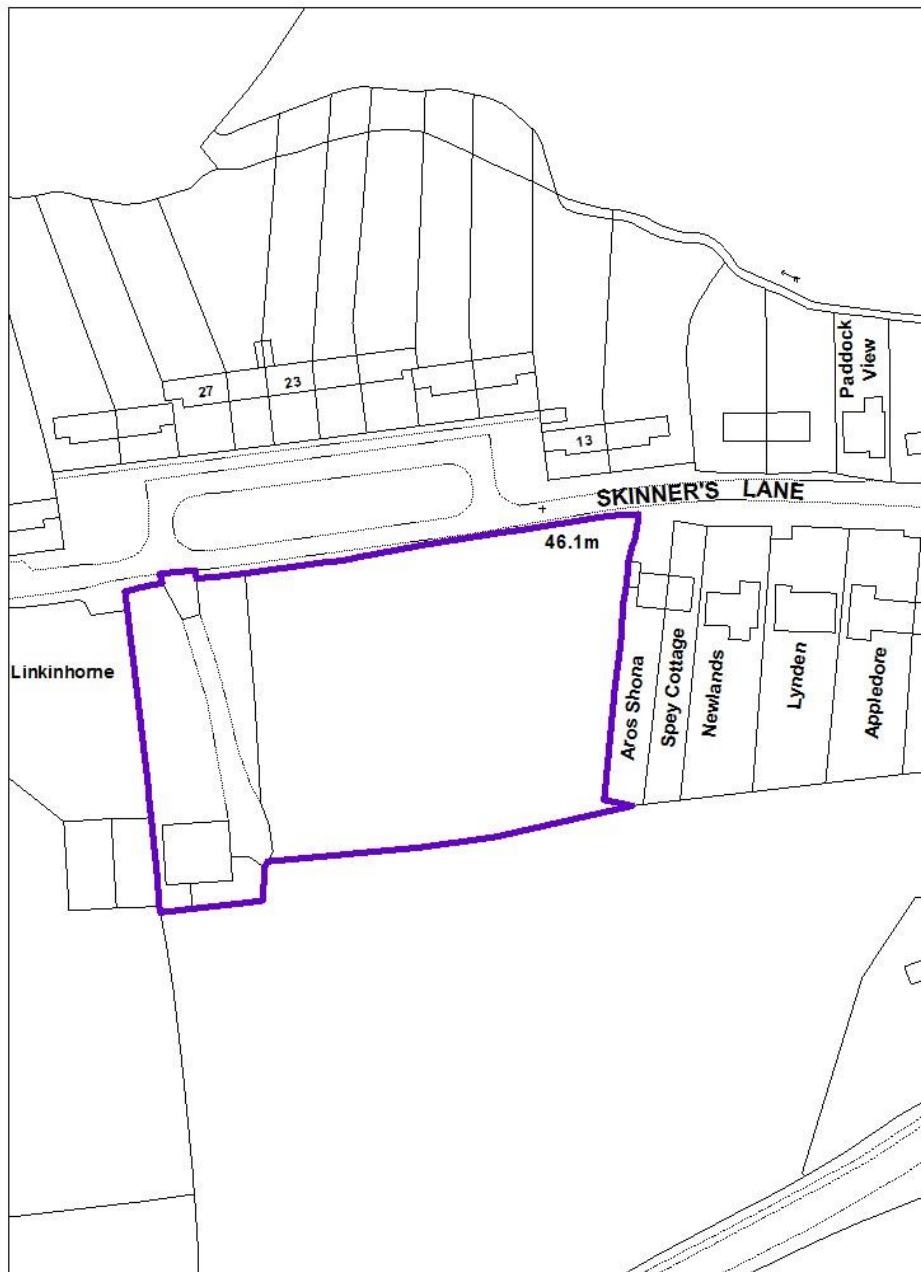 Paddock
View
27
23
13
SKINNER'S LANE
46.1m
Linkinhorne
Aros Shona
Spey Cottage
Newlands
Lynden
Appledore